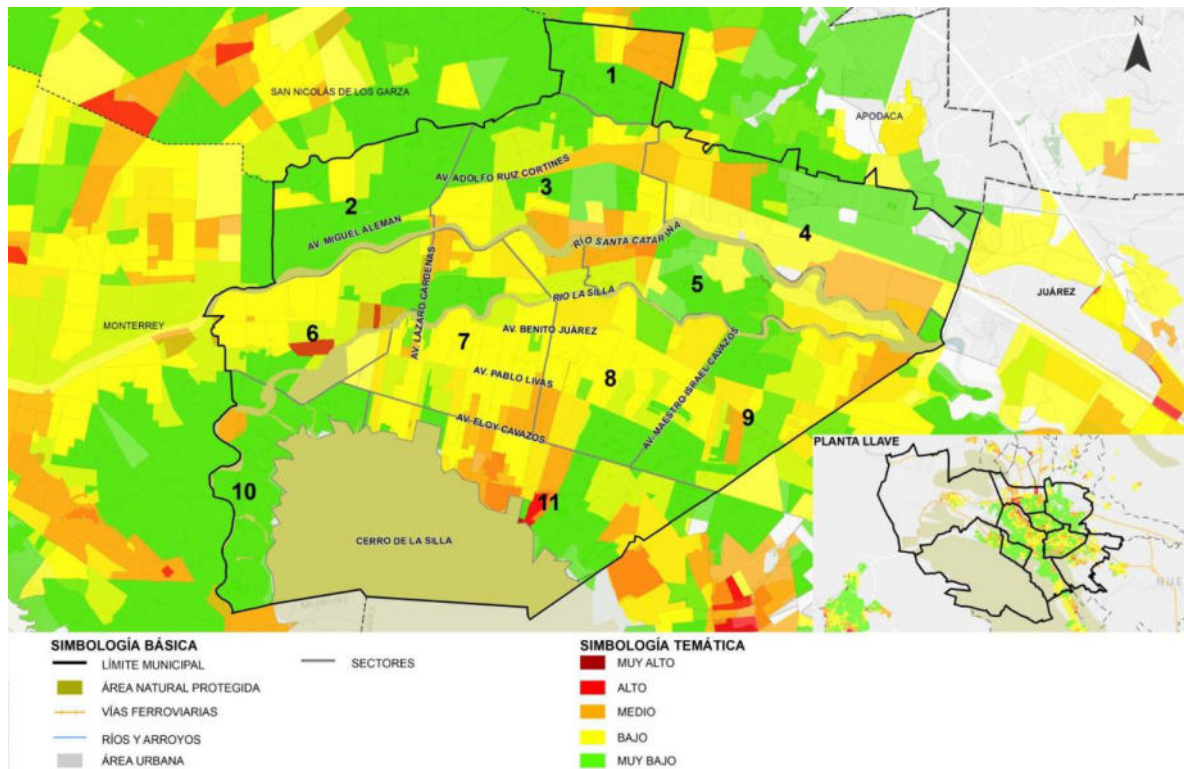 N
1
SAN NICOLÁS DE LOS GARZA
APODACA
AV. ADOLFO RUIZ CORTINES
3
2
AV. MIGUEL ALEMAN
RÍO SANTA CATARINA
4
5
AV. LAZARO CARDENAS
RIO LA SILLA
JUÁREZ
MONTERREY
6
7
AV. BENITO JUÁREZ
AV. PABLO LIVAS
8
AV. MAESTRO ISRAEL CAVAZOS
9
AV. ELOY CAVAZOS
PLANTA LLAVE
10
11
CERRO DE LA SILLA
SIMBOLOGÍA BÁSICA
LÍMITE MUNICIPAL
SECTORES
ÁREA NATURAL PROTEGIDA
VÍAS FERROVIARIAS
RÍOS Y ARROYOS
ÁREA URBANA
SIMBOLOGÍA TEMÁTICA
MUY ALTO
ALTO
MEDIO
BAJO
MUY BAJO